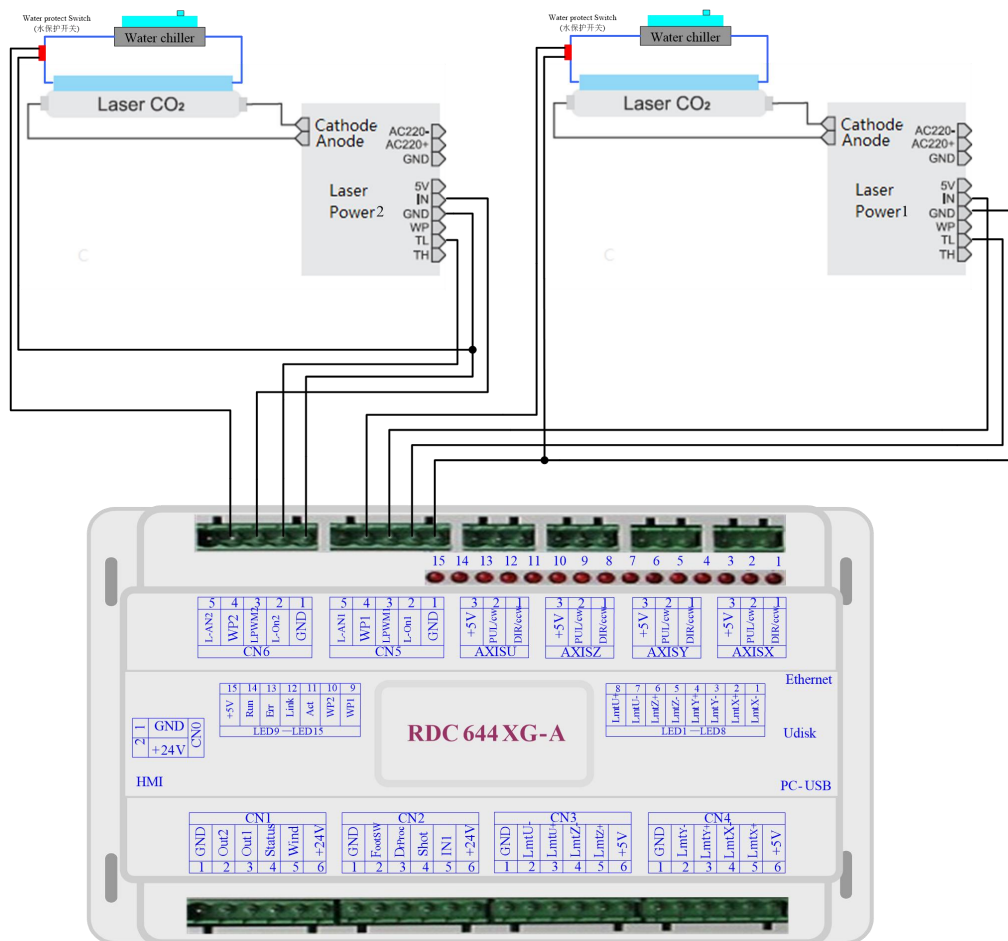 Water protect Switch
(水保护开关)
Water chiller
Laser CO₂
Cathode
Anode
AC220-
AC220+
GND
Laser
Power2
5V
IN
GND
WP
TL
TH
C
Water protect Switch
(水保护开关)
Water chiller
Laser CO₂
Cathode
Anode
AC220-
AC220+
GND
Laser
Power1
5V
IN
GND
WP
TL
TH
C
15 14 13 12 11 10 9 8 7 6 5 4 3 2 1
5 4 3 2 1
L-AN2 WP2 LPWM2 L-On2 GND
CN6
5 4 3 2 1
L-AN1 WP1 LPWM1 L-On1 GND
CN5
3 2 1
+5V PUL/cw DIR/ccw
AXISU
3 2 1
+5V PUL/cw DIR/ccw
AXISZ
3 2 1
+5V PUL/cw DIR/ccw
AXISY
3 2 1
+5V PUL/cw DIR/ccw
AXISX
Ethernet
15 14 13 12 11 10 9
+5V Run Err Link Act WP2 WP1
LED9 —LED15
8 7 6 5 4 3 2 1
LmtU+ LmtU- LmtZ+ LmtZ- LmtY+ LmtY- LmtX+ LmtX-
LED1 —LED8
1 GND
2 +24V
CN0
RDC 644 XG-A
Udisk
HMI
PC- USB
CN1
GND Out2 Out1 Status Wind +24V
1 2 3 4 5 6
CN2
GND FootSW DrProc Shot IN1 +24V
1 2 3 4 5 6
CN3
GND LmtU- LmtU+ LmtZ- LmtZ+ +5V
1 2 3 4 5 6
CN4
GND LmtY- LmtY+ LmtX- LmtX+ +5V
1 2 3 4 5 6